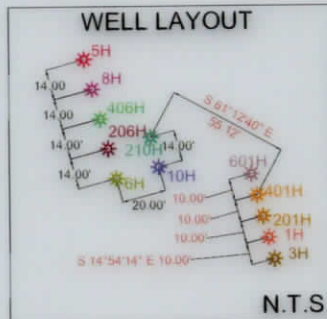 WELL LAYOUT
5H
14.00'
8H
14.00'
406H
14.00'
206H
14.00'
6H
210H
14.00'
10H
20.00'
S 61°12'40" E
55.12'
601H
10.00'
401H
10.00'
201H
10.00'
1H
S 14°54'14" E 10.00'
3H
N.T.S